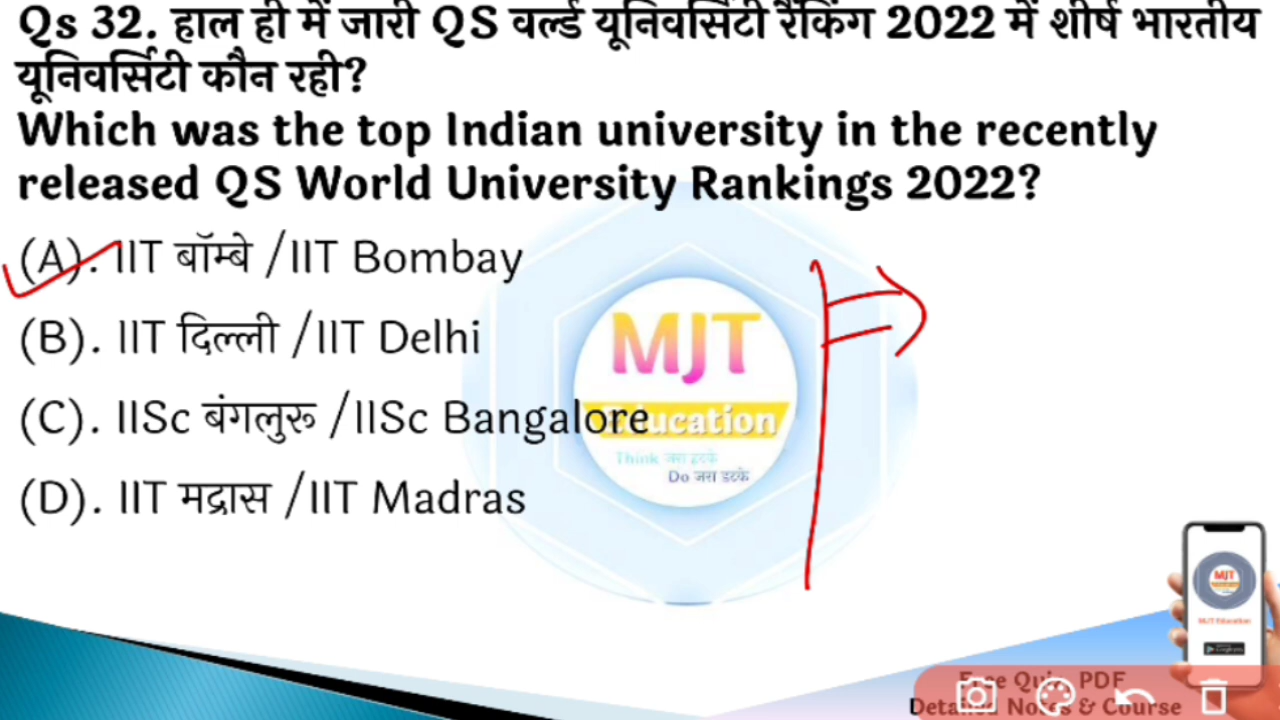 Qs 32. हाल ही में जारी QS वर्ल्ड यूनिवर्सिटी रैंकिंग 2022 में शीर्ष भारतीय
यूनिवर्सिटी कौन रही?
Which was the top Indian university in the recently
released QS World University Rankings 2022?
(A). IIT बॉम्बे /IIT Bombay
(B). IIT दिल्ली /IIT Delhi
(C). IISc बंगलुरू /IISc Bangalore
(D). IIT मद्रास /IIT Madras
MJT
Education
Think जरा हटके
Do जरा डटके
MJT
MJT Education
Free Quiz PDF
Detailed Notes & Course